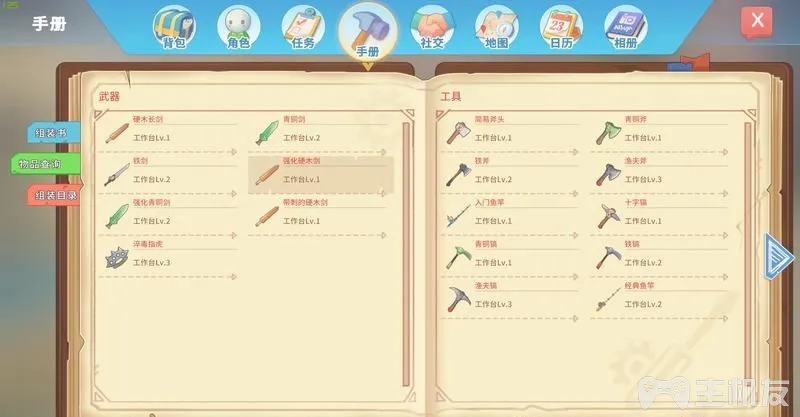 125
手册
背包
角色
任务
手册
社交
地图
日历
相册
X
组装书
物品查询
组装目录
武器
硬木长剑
工作台Lv.1
青铜剑
工作台Lv.2
铁剑
工作台Lv.2
强化硬木剑
工作台Lv.1
强化青铜剑
工作台Lv.2
带刺的硬木剑
工作台Lv.1
淬毒指虎
工作台Lv.3
工具
简易斧头
工作台Lv.1
青铜斧
工作台Lv.1
铁斧
工作台Lv.2
渔夫斧
工作台Lv.3
入门鱼竿
工作台Lv.1
十字镐
工作台Lv.1
青铜镐
工作台Lv.1
铁镐
工作台Lv.2
渔夫镐
工作台Lv.3
经典鱼竿
工作台Lv.2
主机友